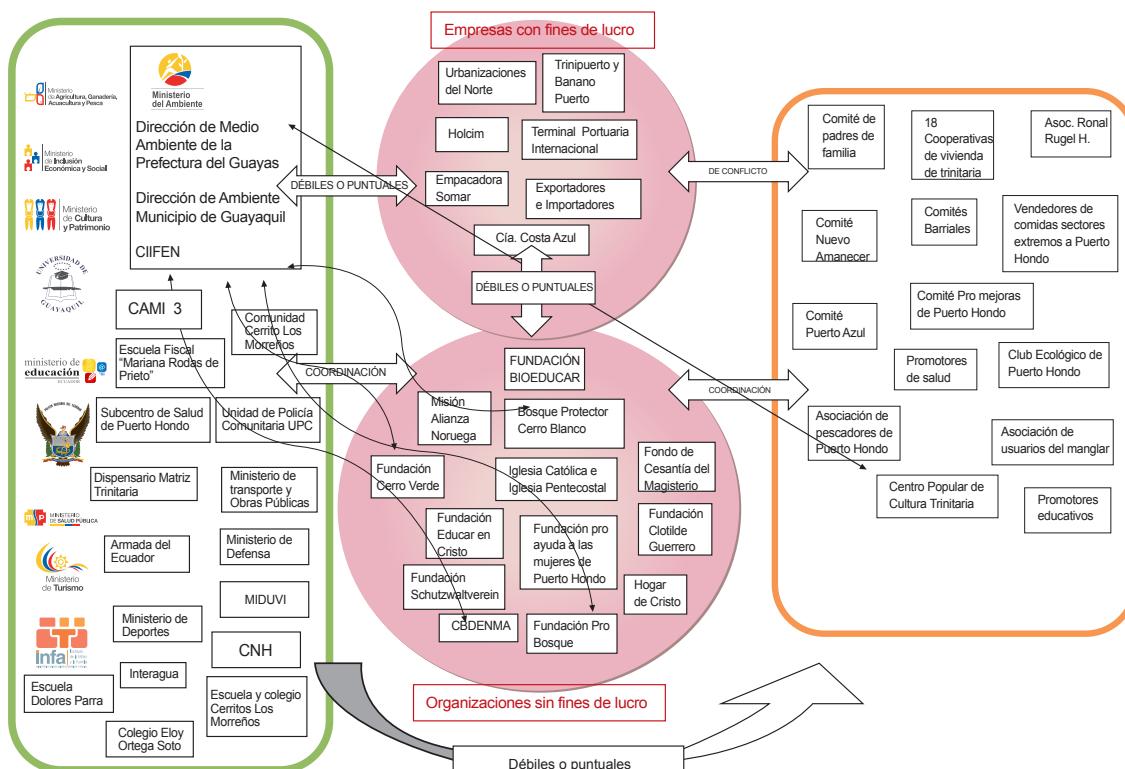 Empresas con fines de lucro
Ministerio
de Agricultura, Ganadería,
Acuacultura y Pesca
Ministerio
de Inclusión
Económica y Social
Ministerio
de Cultura
y Patrimonio
UNIVERSIDAD DE
GUAYAQUIL
ministerio de
educación
ECUADOR
MINISTERIO
DE SALUD PÚBLICA
Ministerio
de Turismo
infa
Ministerio
del Ambiente
Dirección de Medio
Ambiente de la
Prefectura del Guayas
Dirección de Ambiente
Municipio de Guayaquil
CIIFEN
CAMI 3
Comunidad
Cerrito Los
Morreños
Escuela Fiscal
“Mariana Rodas de
Prieto”
Subcentro de Salud
de Puerto Hondo
Unidad de Policía
Comunitaria UPC
Dispensario Matriz
Trinitaria
Ministerio de
transporte y
Obras Públicas
Armada del
Ecuador
Ministerio de
Defensa
MIDUVI
Ministerio de
Deportes
CNH
Interagua
Escuela
Dolores Parra
Escuela y colegio
Cerritos Los
Morreños
Colegio Eloy
Ortega Soto
DÉBILES O PUNTUALES
COORDINACIÓN
Urbanizaciones
del Norte
Trinipuerto y
Banano
Puerto
Holcim
Terminal Portuaria
Internacional
Empacadora
Somar
Exportadores
e Importadores
Cía. Costa Azul
DÉBILES O PUNTUALES
FUNDACIÓN
BIOEDUCAR
Misión
Alianza
Noruega
Bosque Protector
Cerro Blanco
Fundación
Cerro Verde
Iglesia Católica e
Iglesia Pentecostal
Fondo de
Cesantía del
Magisterio
Fundación
Educar en
Cristo
Fundación pro
ayuda a las
mujeres de
Puerto Hondo
Fundación
Clotilde
Guerrero
Fundación
Schutzwaltverein
Hogar
de Cristo
CBDENMA
Fundación Pro
Bosque
Organizaciones sin fines de lucro
DE CONFLICTO
COORDINACIÓN
Comité de
padres de
familia
18
Cooperativas
de vivienda
de trinitaria
Asoc. Ronal
Rugel H.
Comité
Nuevo
Amanecer
Comités
Barriales
Vendedores de
comidas sectores
extremos a Puerto
Hondo
Comité
Puerto Azul
Comité Pro mejoras
de Puerto Hondo
Promotores
de salud
Club Ecológico de
Puerto Hondo
Asociación de
pescadores de
Puerto Hondo
Asociación de
usuarios del manglar
Centro Popular de
Cultura Trinitaria
Promotores
educativos
Débiles o puntuales